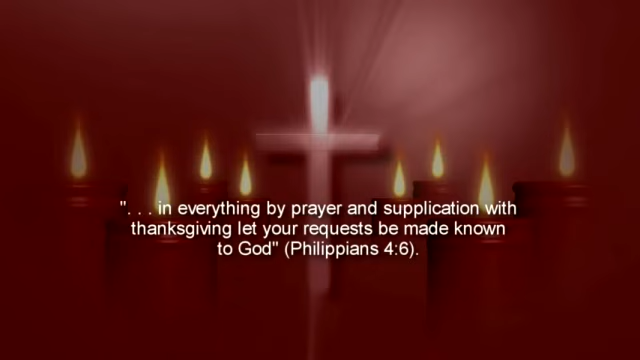 ". . . in everything by prayer and supplication with
thanksgiving let your requests be made known
to God" (Philippians 4:6).